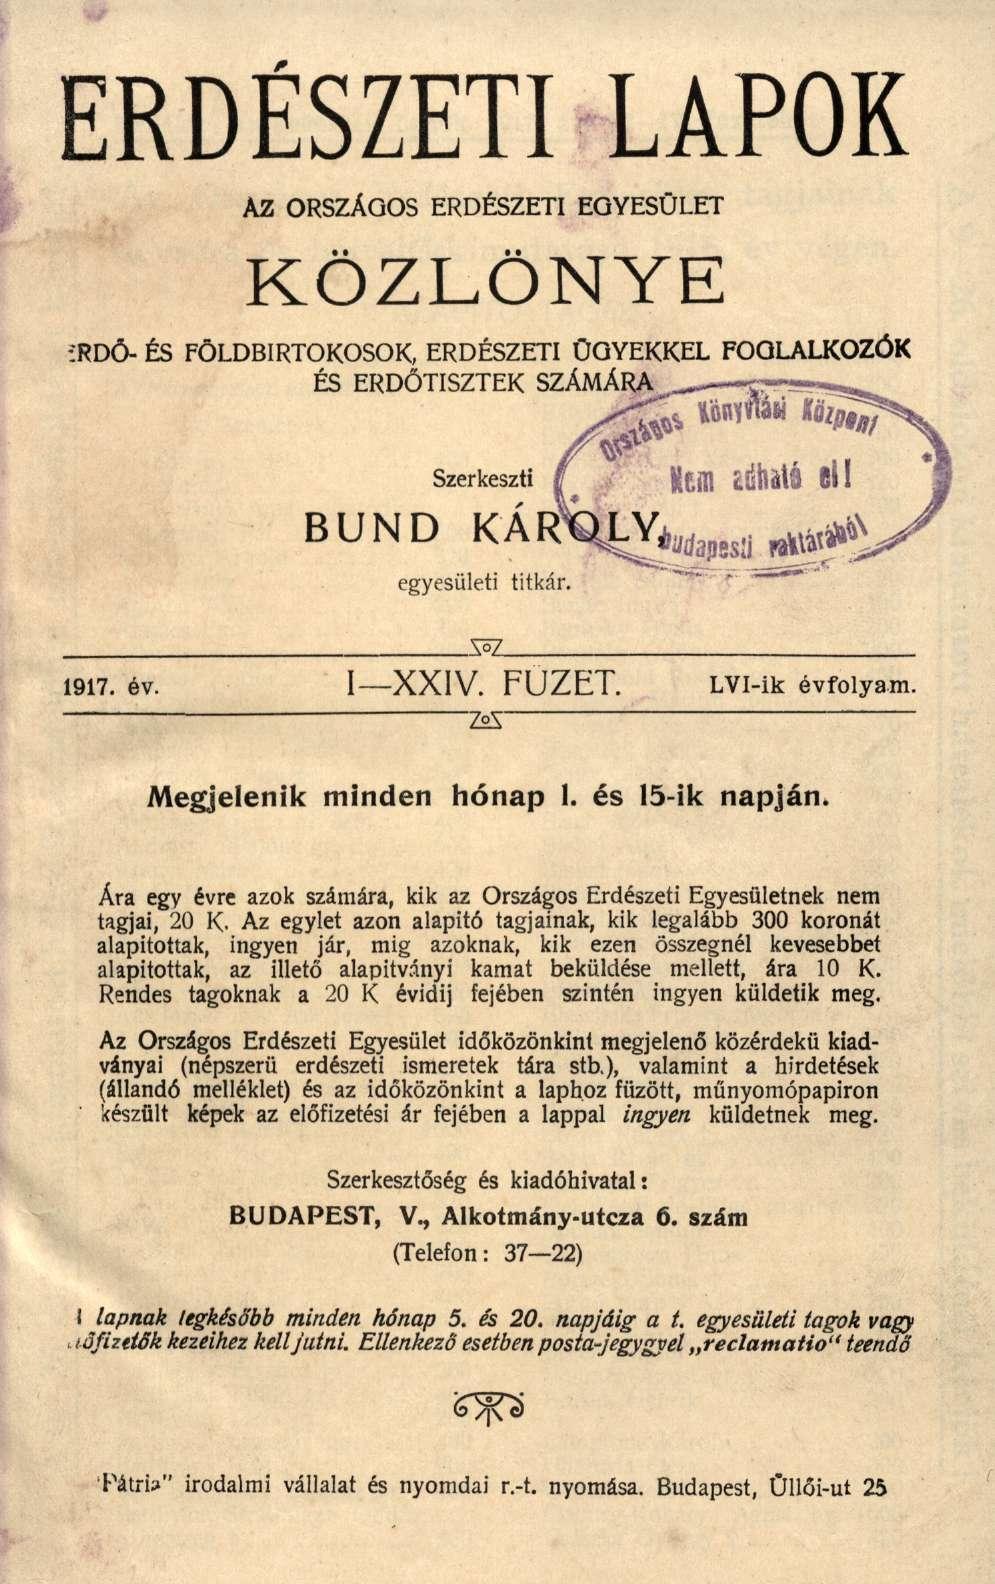 ERDÉSZETI LAPOK
AZ ORSZÁGOS ERDÉSZETI EGYESÜLET
KÖZLÖNYE
ERDŐ- ÉS FÖLDBIRTOKOSOK, ERDÉSZETI ÜGYEKKEL FOGLALKOZÓK
ÉS ERDŐTISZTEK SZÁMÁRA
Országos Könyvtási Központ
Nem adható el!
budapesti raktárából
Szerkeszti
BUND KÁROLY,
egyesületi titkár.
1917. év. I—XXIV. FÜZET. LVI-ik évfolyam.
Megjelenik minden hónap 1. és 15-ik napján.
Ára egy évre azok számára, kik az Országos Erdészeti Egyesületnek nem
tagjai, 20 K. Az egylet azon alapitó tagjainak, kik legalább 300 koronát
alapitottak, ingyen jár, mig azoknak, kik ezen összegnél kevesebbet
alapitottak, az illető alapitványi kamat beküldése mellett, ára 10 K.
Rendes tagoknak a 20 K évidij fejében szintén ingyen küldetik meg.
Az Országos Erdészeti Egyesület időközönkint megjelenő közérdekü kiad-
ványai (népszerü erdészeti ismeretek tára stb.), valamint a hirdetések
(állandó melléklet) és az időközönkint a laphoz füzött, műnyomópapiron
készült képek az előfizetési ár fejében a lappal ingyen küldetnek meg.
Szerkesztőség és kiadóhivatal:
BUDAPEST, V., Alkotmány-utcza 6. szám
(Telefon: 37—22)
lapnak legkésőbb minden hónap 5. és 20. napjáig a t. egyesületi tagok vagy
előfizetők kezeihez kell jutni. Ellenkező esetben posta-jegygyel „reclamatio“ teendő
"Pátria" irodalmi vállalat és nyomdai r.-t. nyomása. Budapest, Üllői-ut 25